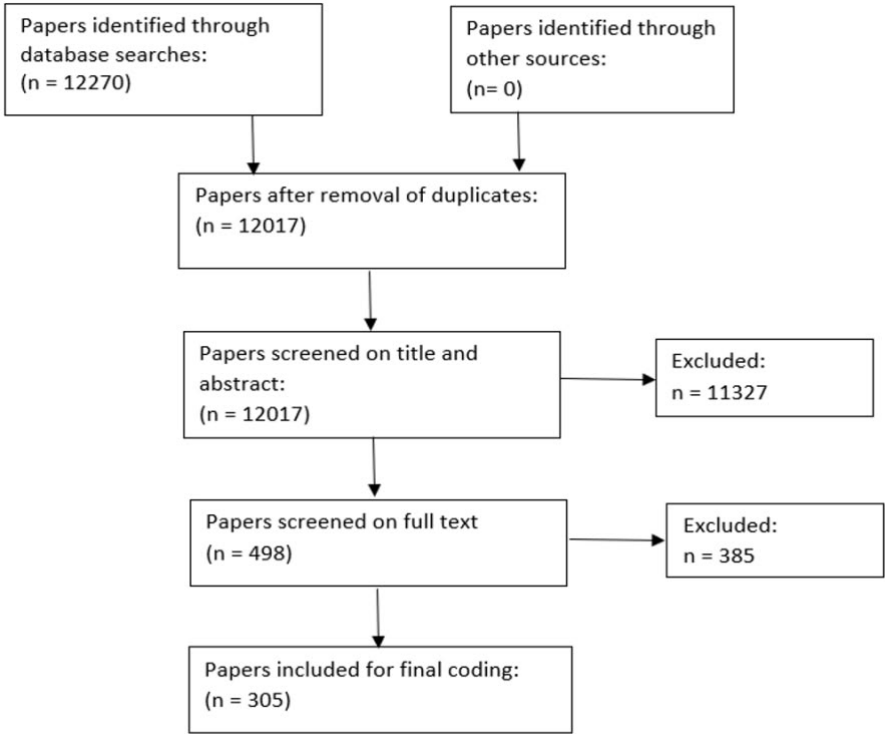 Papers identified through
database searches:
(n = 12270)
Papers identified through
other sources:
(n= 0)
Papers after removal of duplicates:
(n = 12017)
Papers screened on title and
abstract:
(n = 12017)
Excluded:
n = 11327
Papers screened on full text
(n = 498)
Excluded:
n = 385
Papers included for final coding:
(n = 305)